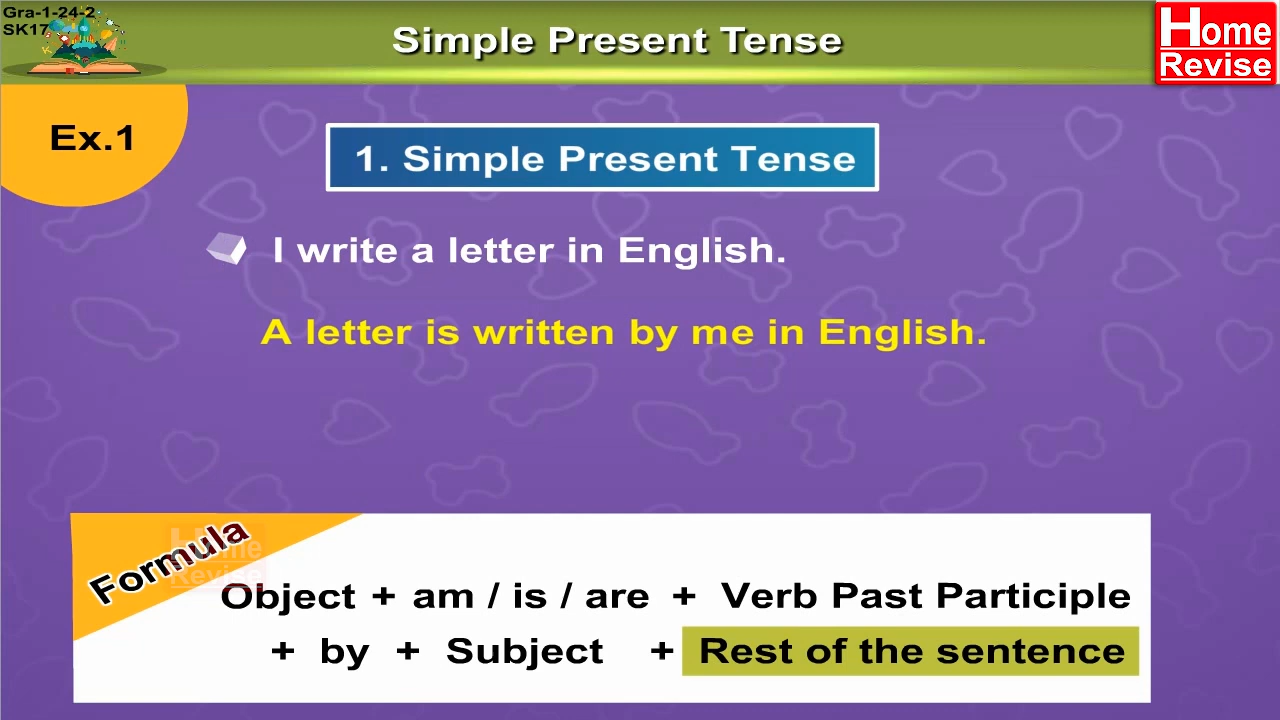 Gra-1-24-2
SK17
Simple Present Tense
Home
Revise
Ex.1
1. Simple Present Tense
I write a letter in English.
A letter is written by me in English.
Formula
Home
Revise
Object + am / is / are + Verb Past Participle
+ by + Subject + Rest of the sentence